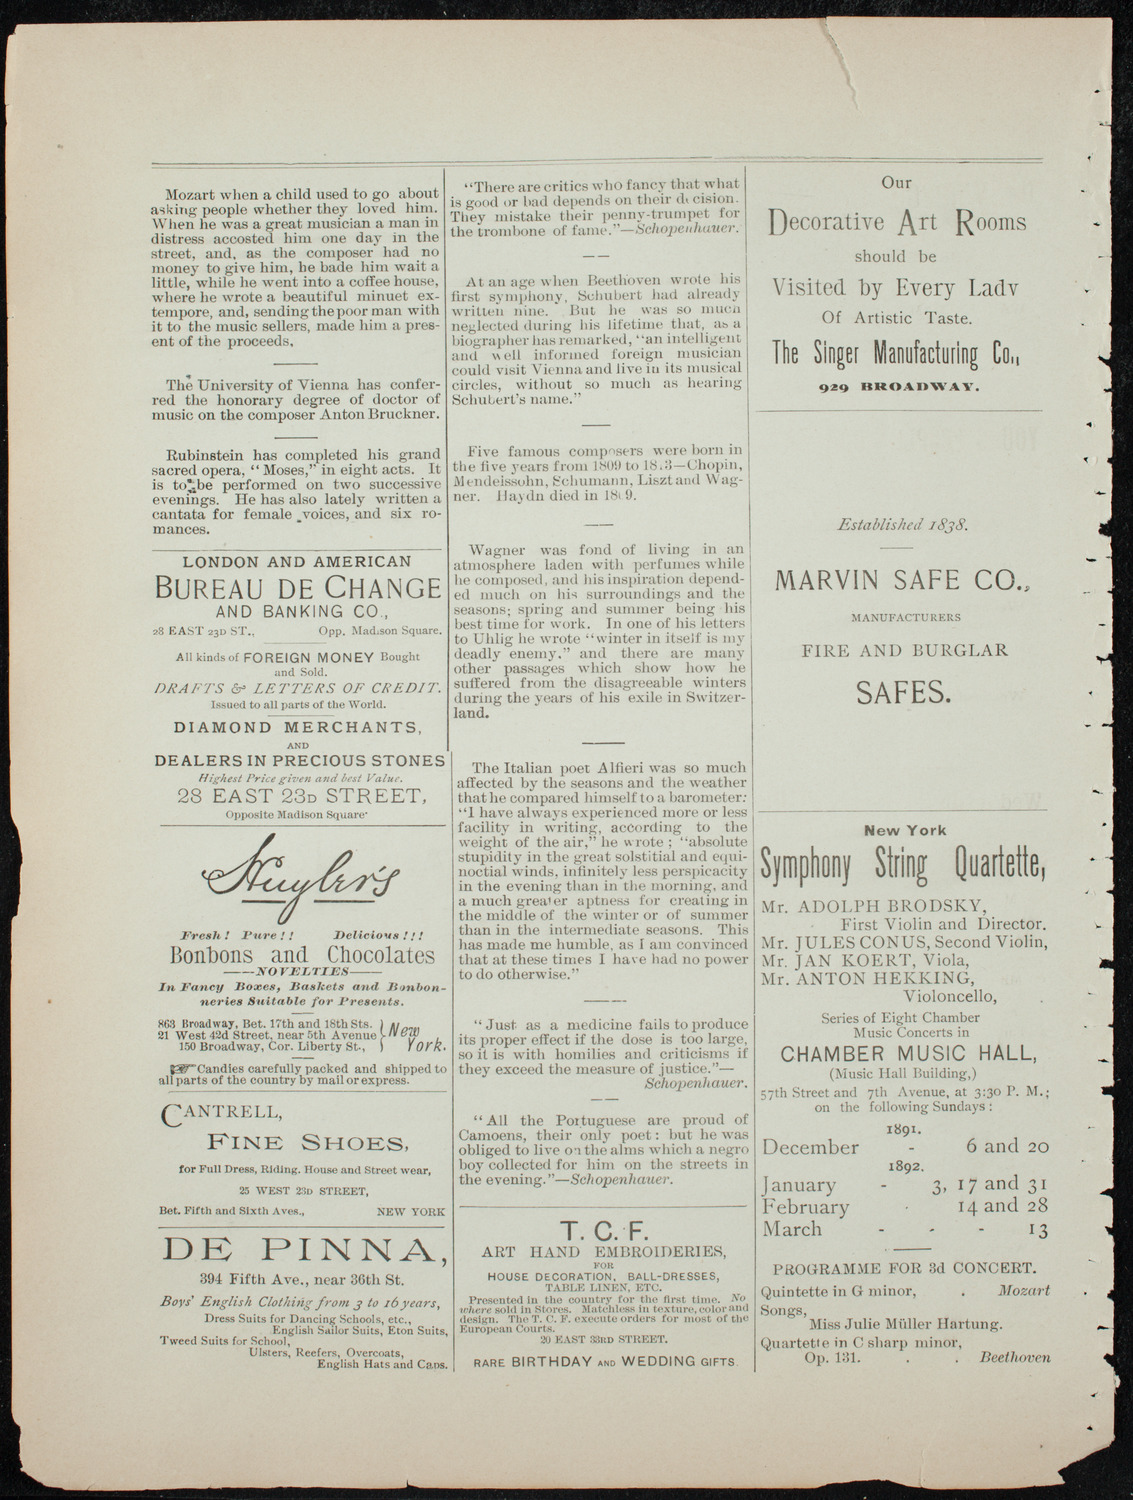 Mozart when a child used to go about
asking people whether they loved him.
When he was a great musician a man in
distress accosted him one day in the
street, and, as the composer had no
money to give him, he bade him wait a
little, while he went into a coffee house,
where he wrote a beautiful minuet ex-
tempore, and, sending the poor man with
it to the music sellers, made him a pres-
ent of the proceeds.
The University of Vienna has confer-
red the honorary degree of doctor of
music on the composer Anton Bruckner.
Rubinstein has completed his grand
sacred opera, "Moses," in eight acts. It
is to be performed on two successive
evenings. He has also lately written a
cantata for female voices, and six ro-
mances.
LONDON AND AMERICAN
BUREAU DE CHANGE
AND BANKING CO.,
28 EAST 23D ST., Opp. Madison Square.
All kinds of FOREIGN MONEY Bought
and Sold.
DRAFTS & LETTERS OF CREDIT.
Issued to all parts of the World.
DIAMOND MERCHANTS,
AND
DEALERS IN PRECIOUS STONES
Highest Price given and best Value.
28 EAST 23D STREET,
Opposite Madison Square.
Huyler's
Fresh! Pure!! Delicious!!!
Bonbons and Chocolates
NOVELTIES
In Fancy Boxes, Baskets and Bonbon-
neries Suitable for Presents.
863 Broadway, Bet. 17th and 18th Sts.
21 West 42d Street, near 5th Avenue
150 Broadway, Cor. Liberty St.,
New
York.
Candies carefully packed and shipped to
all parts of the country by mail or express.
CANTRELL,
FINE SHOES,
for Full Dress, Riding, House and Street wear,
25 WEST 23D STREET,
Bet. Fifth and Sixth Aves., NEW YORK
DE PINNA,
394 Fifth Ave., near 36th St.
Boys' English Clothing from 3 to 16 years,
Dress Suits for Dancing Schools, etc.,
English Sailor Suits, Eton Suits,
Tweed Suits for School,
Ulsters, Reefers, Overcoats,
English Hats and Caps.
"There are critics who fancy that what
is good or bad depends on their decision.
They mistake their penny-trumpet for
the trombone of fame."—Schopenhauer.
At an age when Beethoven wrote his
first symphony, Schubert had already
written nine. But he was so much
neglected during his lifetime that, as a
biographer has remarked, "an intelligent
and well informed foreign musician
could visit Vienna and live in its musical
circles, without so much as hearing
Schubert's name."
Five famous composers were born in
the five years from 1809 to 1813—Chopin,
Mendelssohn, Schumann, Liszt and Wag-
ner. Haydn died in 1809.
Wagner was fond of living in an
atmosphere laden with perfumes while
he composed, and his inspiration depend-
ed much on his surroundings and the
seasons; spring and summer being his
best time for work. In one of his letters
to Uhlig he wrote "winter in itself is my
deadly enemy," and there are many
other passages which show how he
suffered from the disagreeable winters
during the years of his exile in Switzer-
land.
The Italian poet Alfieri was so much
affected by the seasons and the weather
that he compared himself to a barometer:
"I have always experienced more or less
facility in writing, according to the
weight of the air," he wrote; "absolute
stupidity in the great solstitial and equi-
noctial winds, infinitely less perspicacity
in the evening than in the morning, and
a much greater aptness for creating in
the middle of the winter or of summer
than in the intermediate seasons. This
has made me humble, as I am convinced
that at these times I have had no power
to do otherwise."
"Just as a medicine fails to produce
its proper effect if the dose is too large,
so it is with homilies and criticisms if
they exceed the measure of justice."—
Schopenhauer.
"All the Portuguese are proud of
Camoens, their only poet: but he was
obliged to live on the alms which a negro
boy collected for him on the streets in
the evening."—Schopenhauer.
T. C. F.
ART HAND EMBROIDERIES,
FOR
HOUSE DECORATION, BALL-DRESSES,
TABLE LINEN, ETC.
Presented in the country for the first time. No
where sold in Stores. Matchless in texture, color and
design. The T. C. F. execute orders for most of the
European Courts.
20 EAST 33RD STREET.
RARE BIRTHDAY AND WEDDING GIFTS.
Our
Decorative Art Rooms
should be
Visited by Every Lady
Of Artistic Taste.
The Singer Manufacturing Co.,
929 BROADWAY.
Established 1838.
MARVIN SAFE CO.,
MANUFACTURERS
FIRE AND BURGLAR
SAFES.
New York
Symphony String Quartette,
Mr. ADOLPH BRODSKY,
First Violin and Director.
Mr. JULES CONUS, Second Violin,
Mr. JAN KOERT, Viola,
Mr. ANTON HEKKING,
Violoncello,
Series of Eight Chamber
Music Concerts in
CHAMBER MUSIC HALL,
(Music Hall Building,)
57th Street and 7th Avenue, at 3:30 P. M.;
on the following Sundays:
1891.
December - 6 and 20
1892.
January - 3, 17 and 31
February - 14 and 28
March - - - 13
PROGRAMME FOR 3d CONCERT.
Quintette in G minor, . Mozart
Songs,
Miss Julie Müller Hartung.
Quartette in C sharp minor,
Op. 131. . . Beethoven